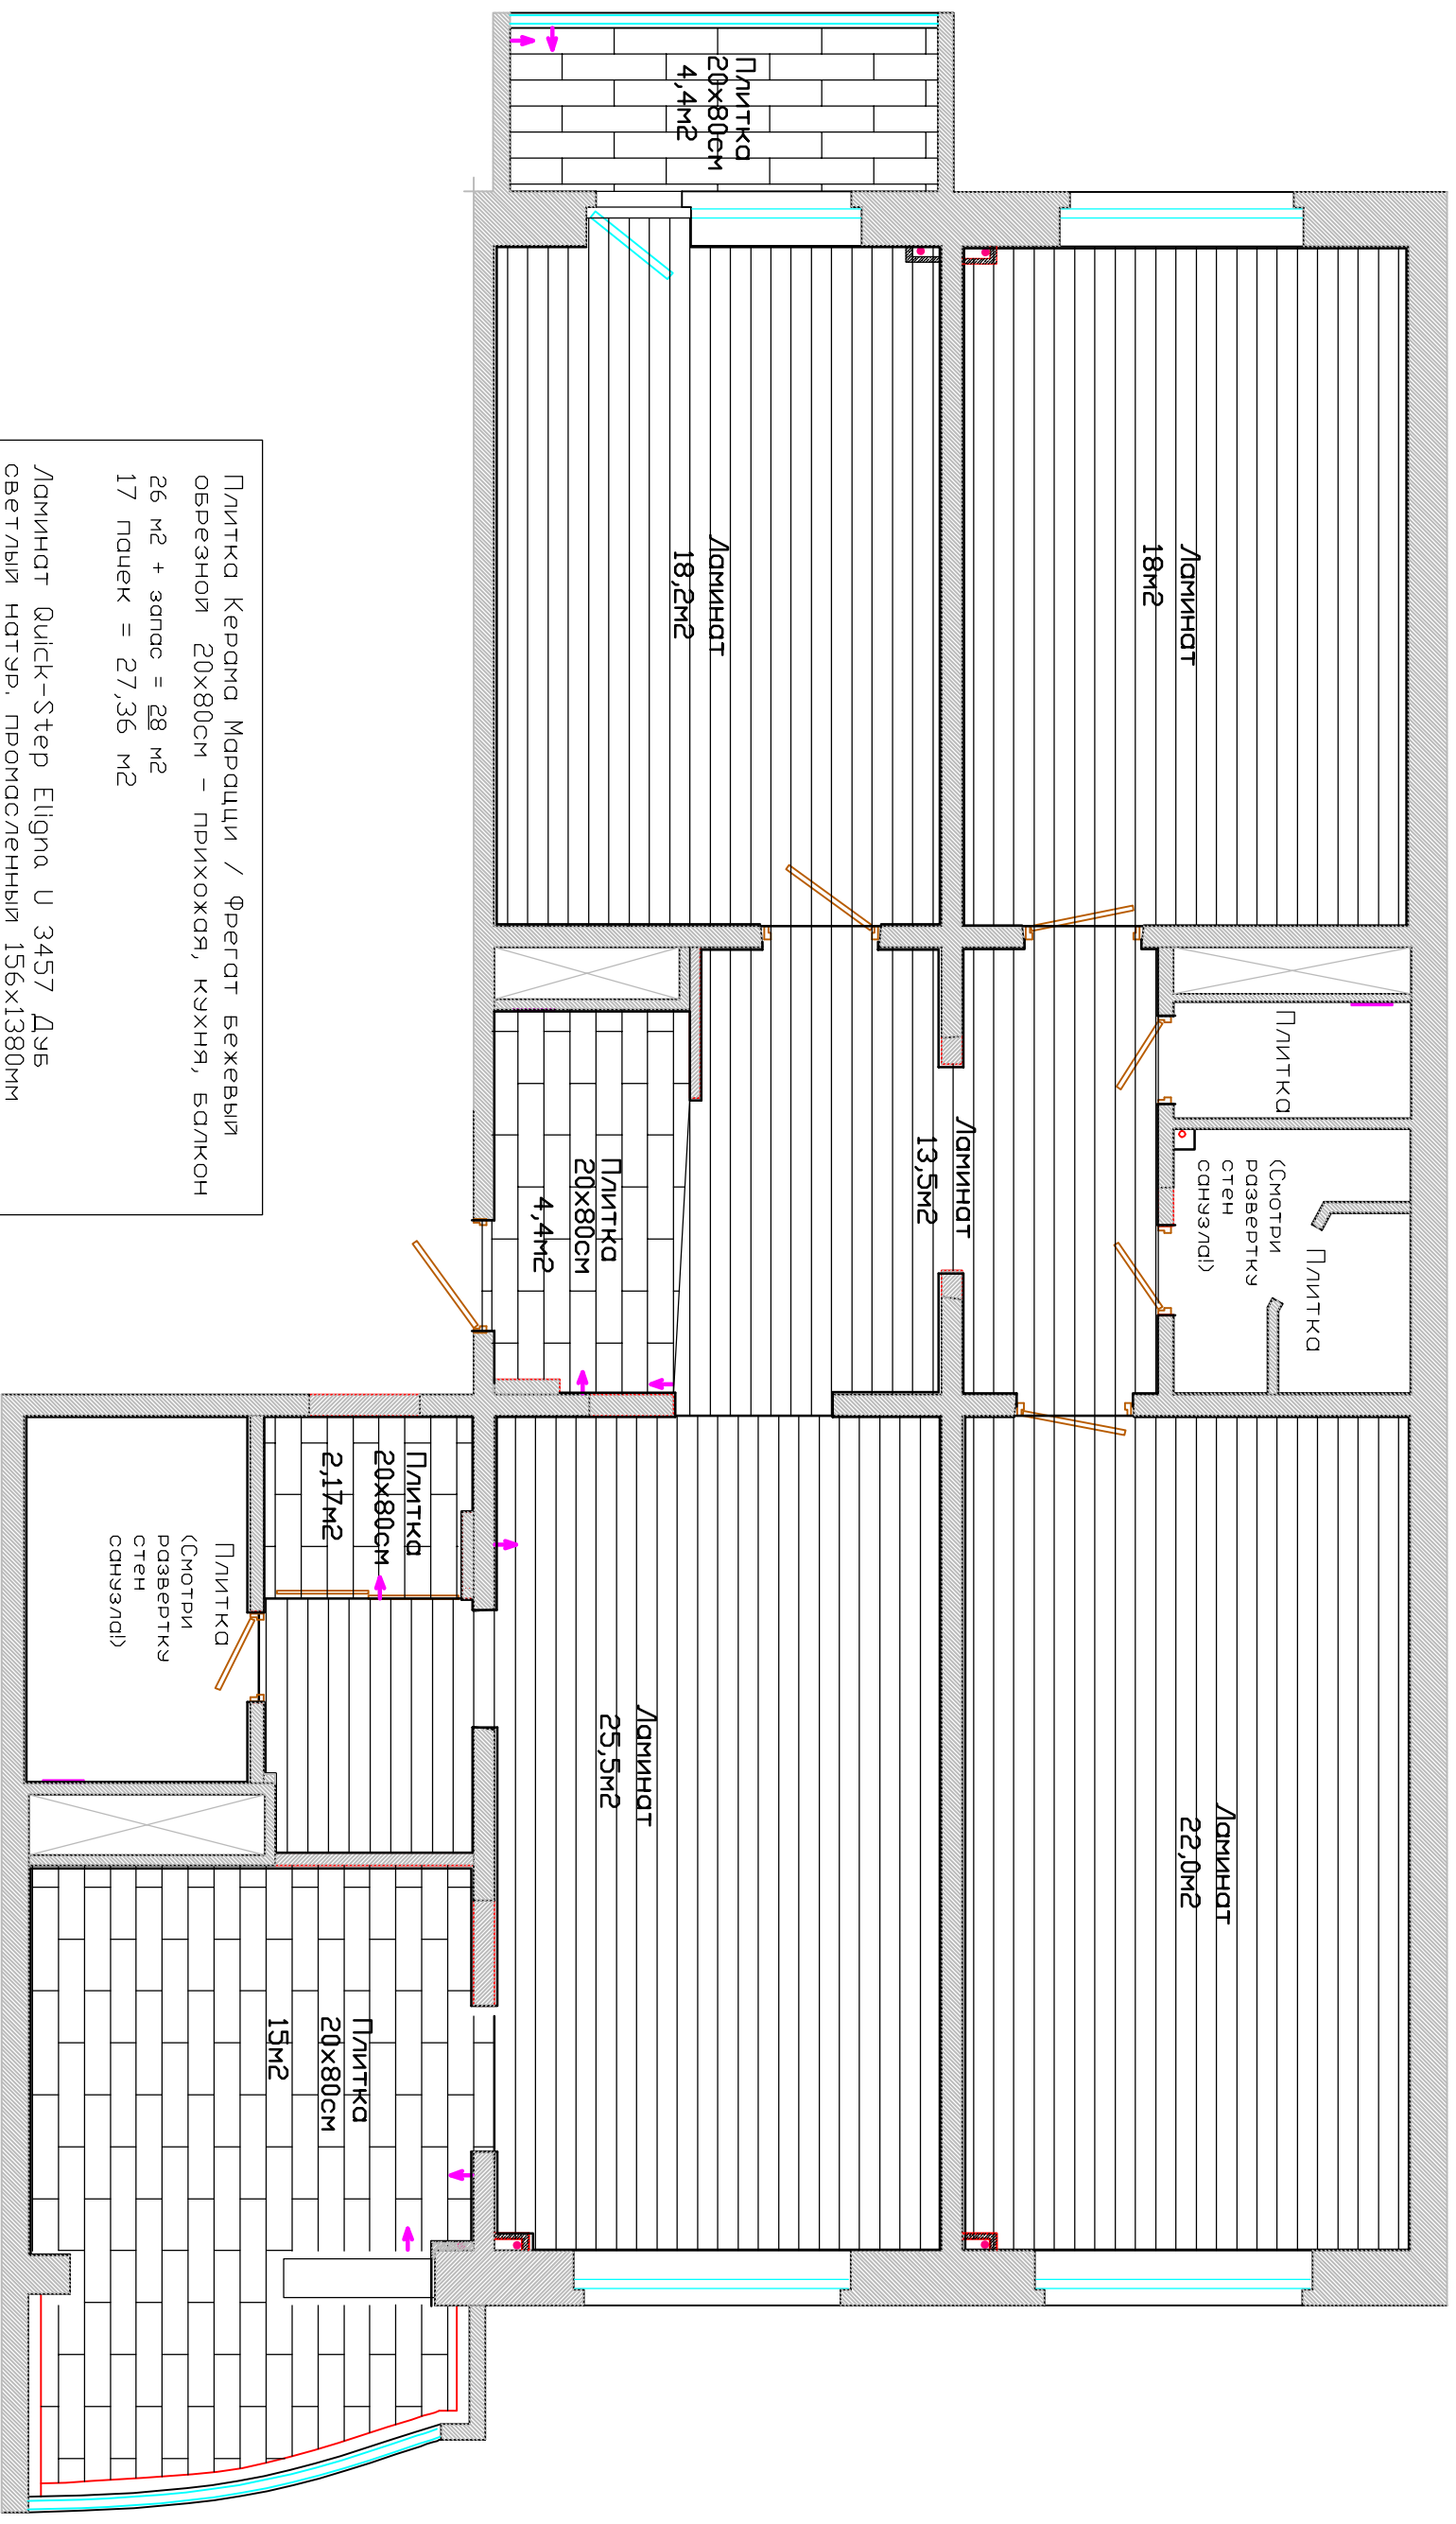 Плитка
20х80см
4,4м2
Ламинат
18м2
Ламинат
18,2м2
Плитка
(Смотри
развертку
стен
санузла!)
Плитка
Ламинат
13,5м2
Плитка
20х80см
4,4м2
Плитка
20х80см
2,17м2
Плитка
(Смотри
развертку
стен
санузла!)
Ламинат
25,5м2
Ламинат
22,0м2
Плитка
20х80см
15м2
Плитка Керама Марацци / Фрегат бежевый
обрезной 20х80см - прихожая, кухня, балкон
26 м2 + запас = 28 м2
17 пачек = 27,36 м2
Ламинат Quick-Step Eligna U 3457 Дуб
светлый натур. промасленный 156х1380мм